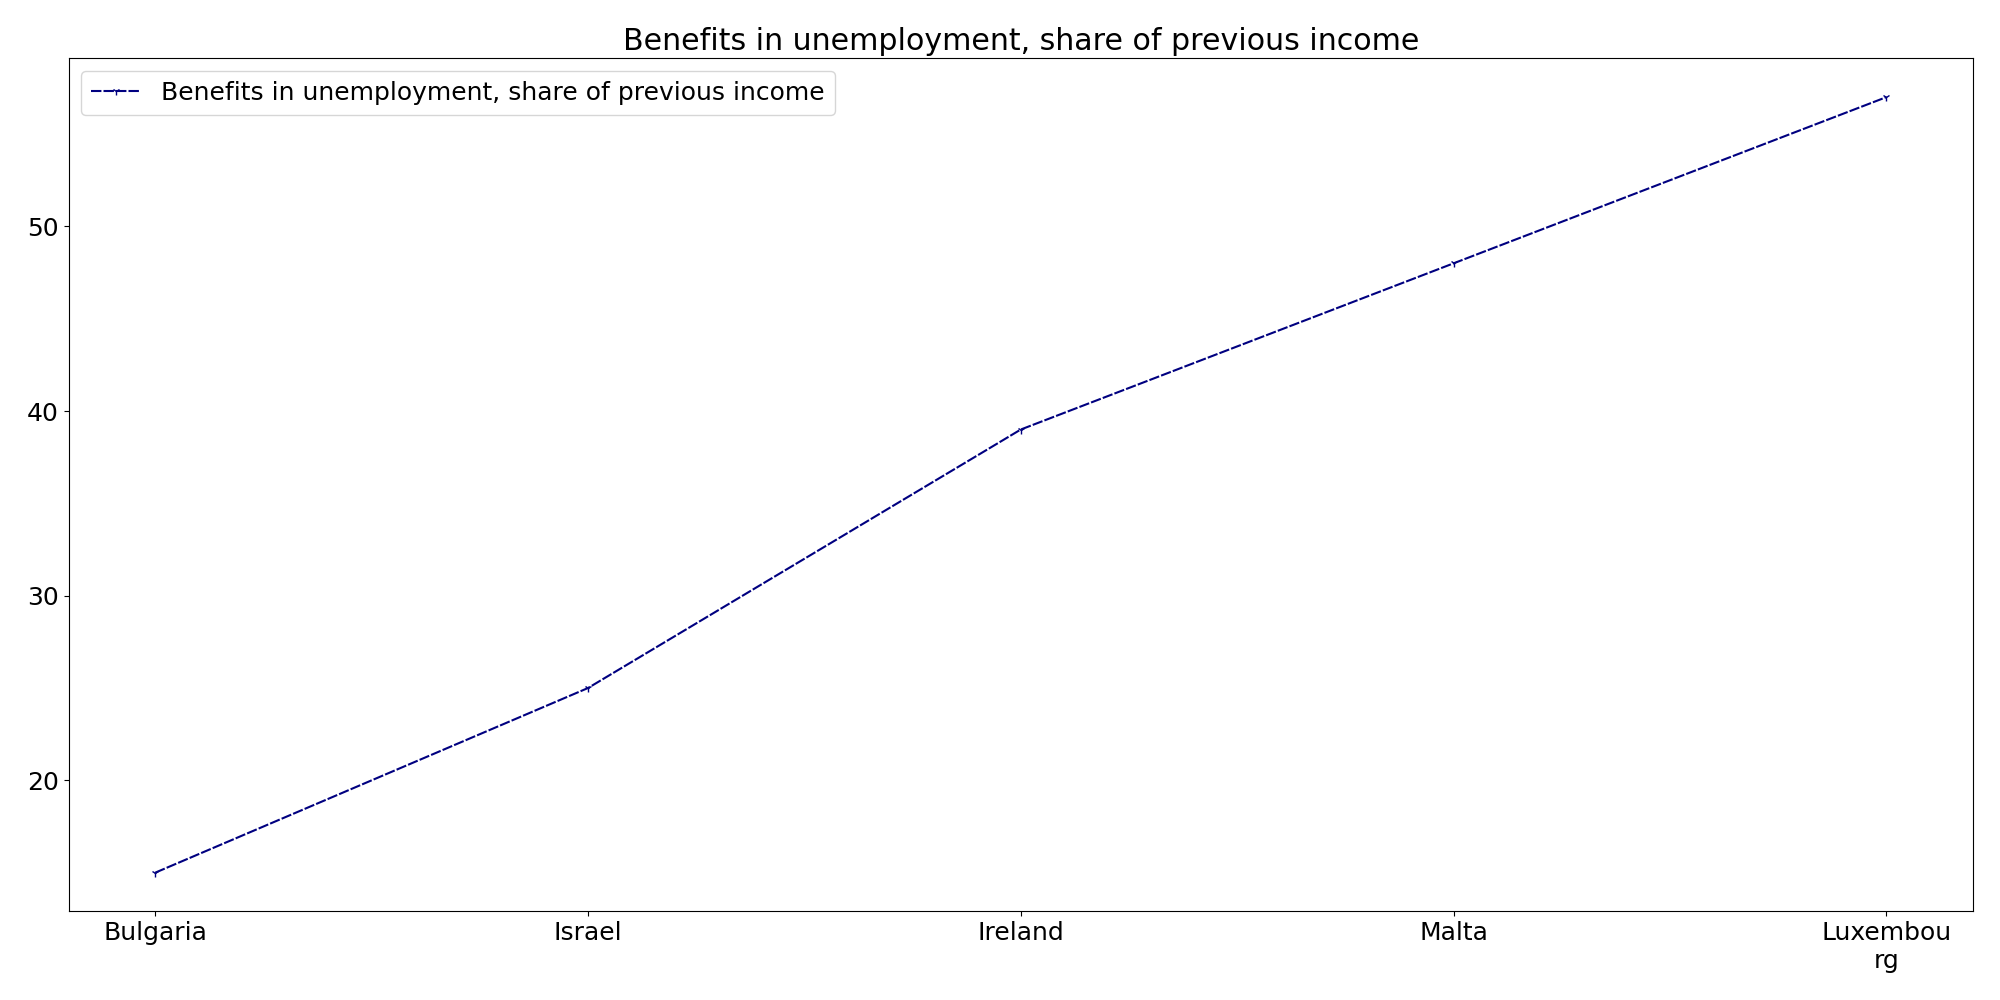 Benefits in unemployment, share of previous income
Benefits in unemployment, share of previous income
50
40
30
20
Bulgaria Israel Ireland Malta Luxembou
rg